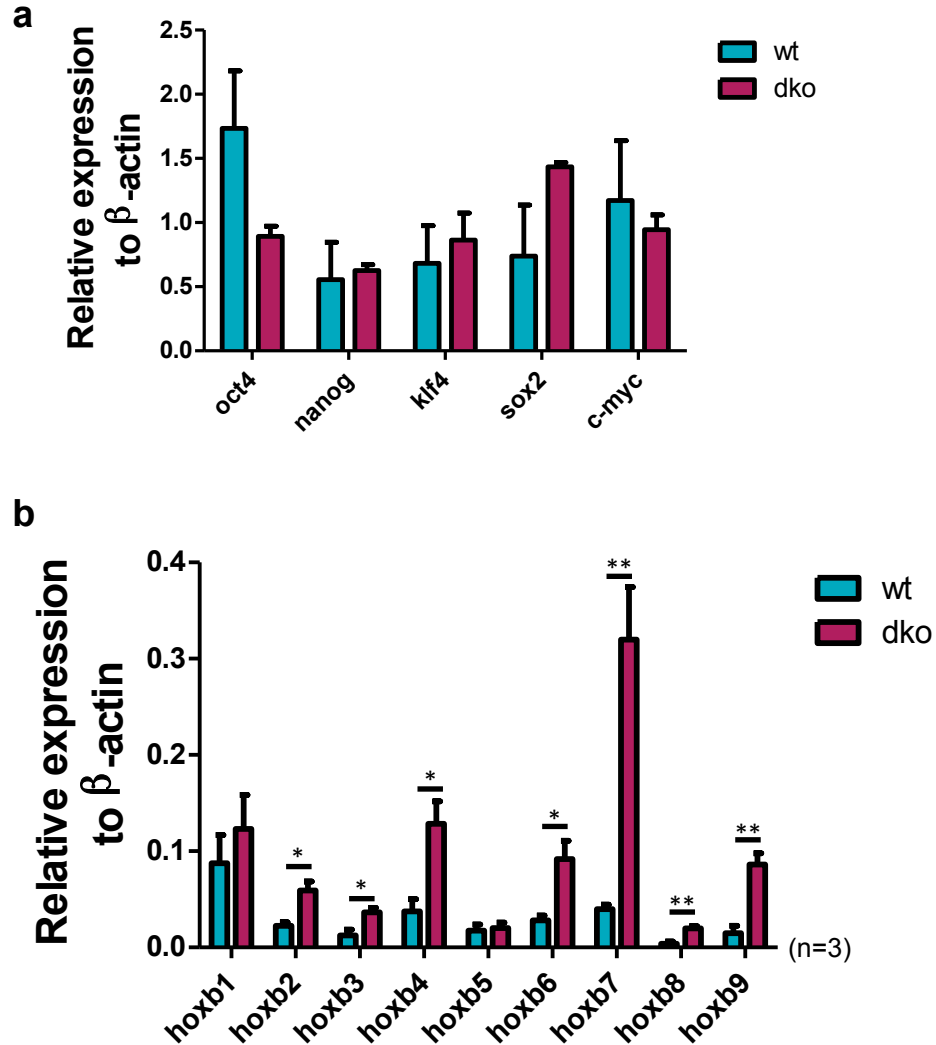 a
Relative expression
to β-actin
2.5
2.0
1.5
1.0
0.5
0.0
oct4
nanog
klf4
sox2
c-myc
wt
dko
b
Relative expression
to β-actin
0.4
0.3
0.2
0.1
0.0
*
*
*
*
**
**
**
hoxb1
hoxb2
hoxb3
hoxb4
hoxb5
hoxb6
hoxb7
hoxb8
hoxb9
(n=3)
wt
dko